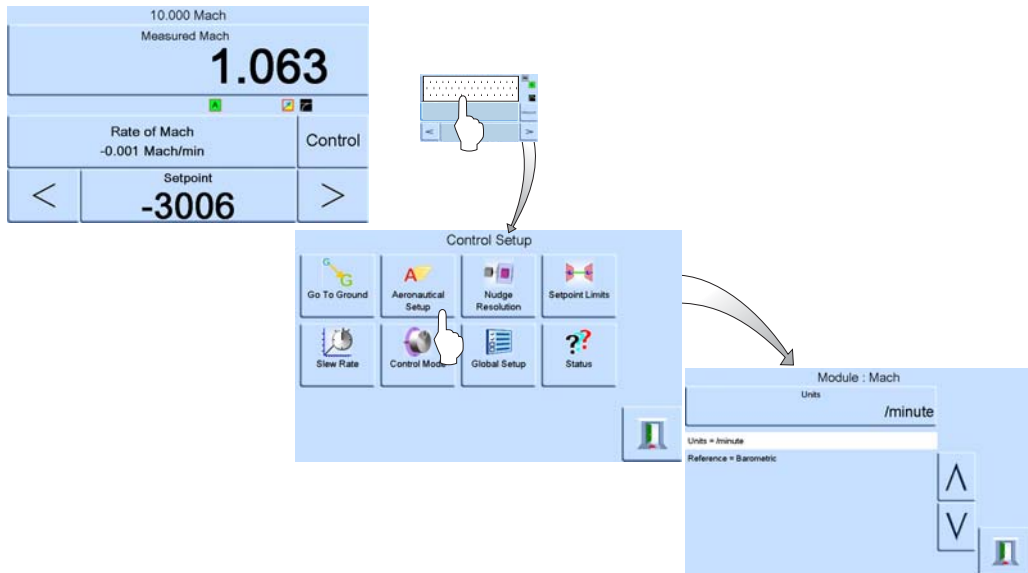 10.000 Mach
Measured Mach
1.063
A
Rate of Mach
-0.001 Mach/min
Control
<
Setpoint
-3006
>
<
>
Control Setup
G
G
Go To Ground
A
Aeronautical
Setup
Nudge
Resolution
Setpoint Limits
Slew Rate
Control Mode
Global Setup
??
Status
Module : Mach
Units
/minute
Units = /minute
Reference = Barometric